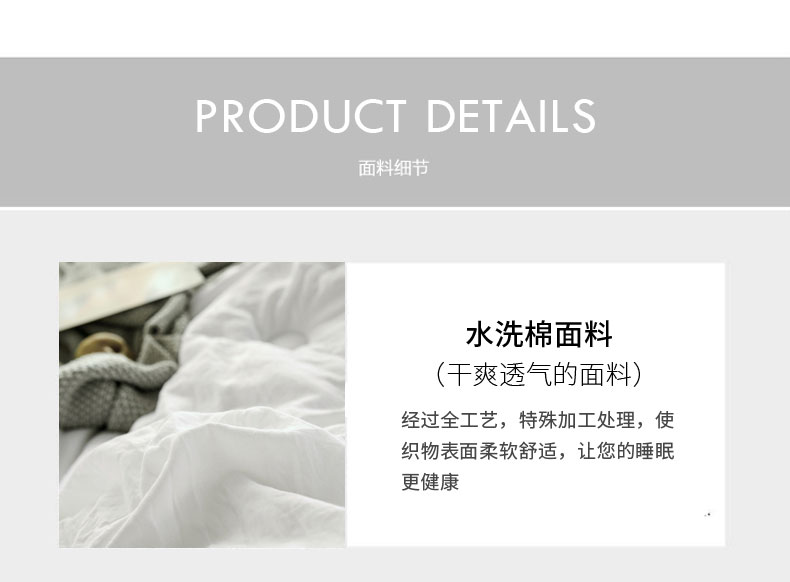 PRODUCT DETAILS
面料细节
水洗棉面料
（干爽透气的面料）
经过全工艺，特殊加工处理，使
织物表面柔软舒适，让您的睡眠
更健康